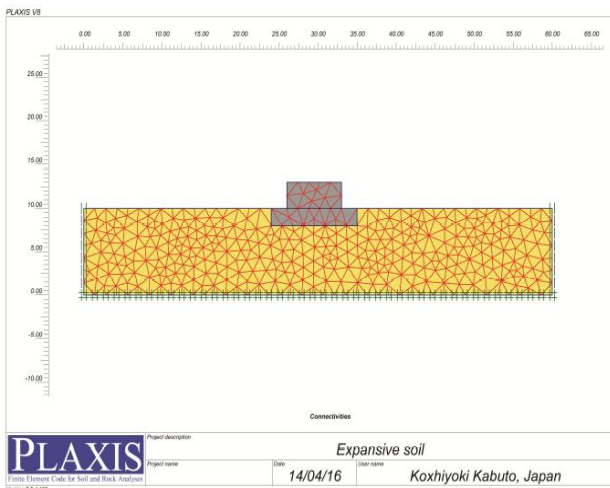 PLAXIS V8
0.00 5.00 10.00 15.00 20.00 25.00 30.00 35.00 40.00 45.00 50.00 55.00 60.00 65.00
25.00
20.00
15.00
10.00
5.00
0.00
-5.00
-10.00
Connectivities
PLAXIS
Finite Element Code for Soil and Rock Analyses
Project description
Expansive soil
Project name
Date
User name
14/04/16
Koxhiyoki Kabuto, Japan